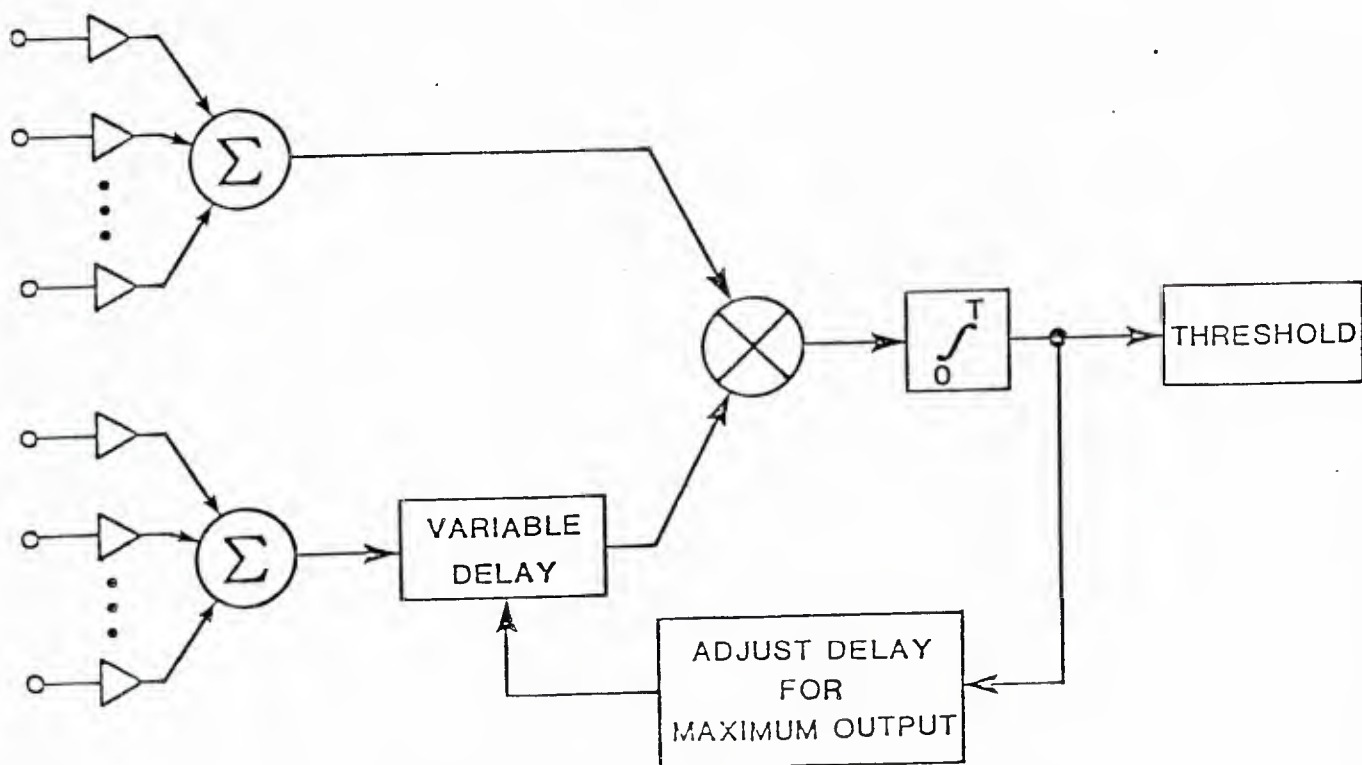 Σ
∫
T
0
THRESHOLD
Σ
VARIABLE
DELAY
ADJUST DELAY
FOR
MAXIMUM OUTPUT